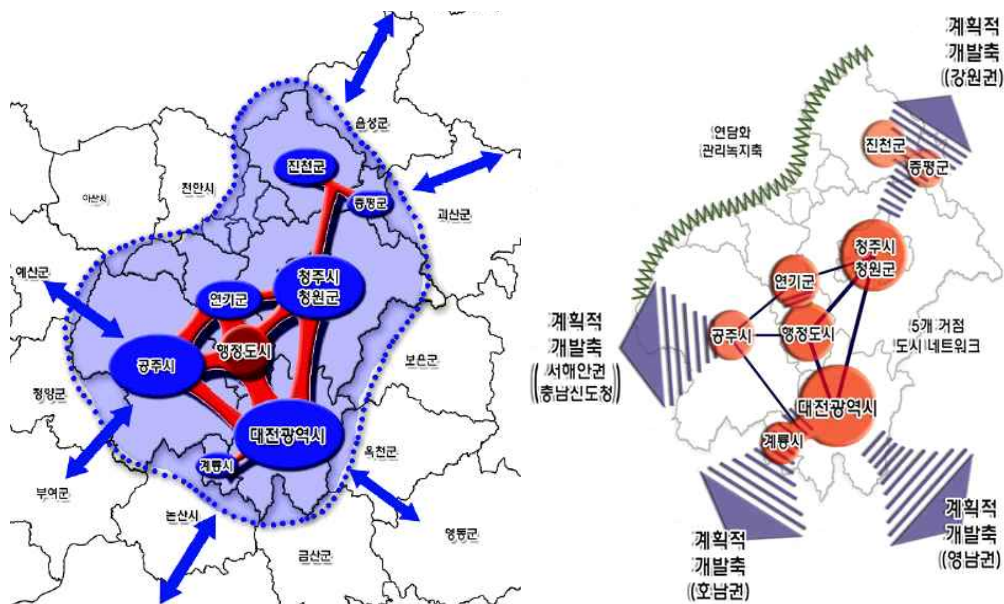 음성군
진천군
증평군
천안시
아산시
괴산군
예산군
연기군
청주시
청원군
행정도시
공주시
보은군
청양군
대전광역시
계룡시
옥천군
부여군
논산시
영동군
금산군
계획적
개발축
(강원권)
연담화
관리녹지축
진천군
증평군
청주시
청원군
연기군
계획적
개발축
(서해안권
충남신도청)
공주시
행정도시
5개 거점
도시 네트워크
대전광역시
계룡시
계획적
개발축
(호남권)
계획적
개발축
(영남권)